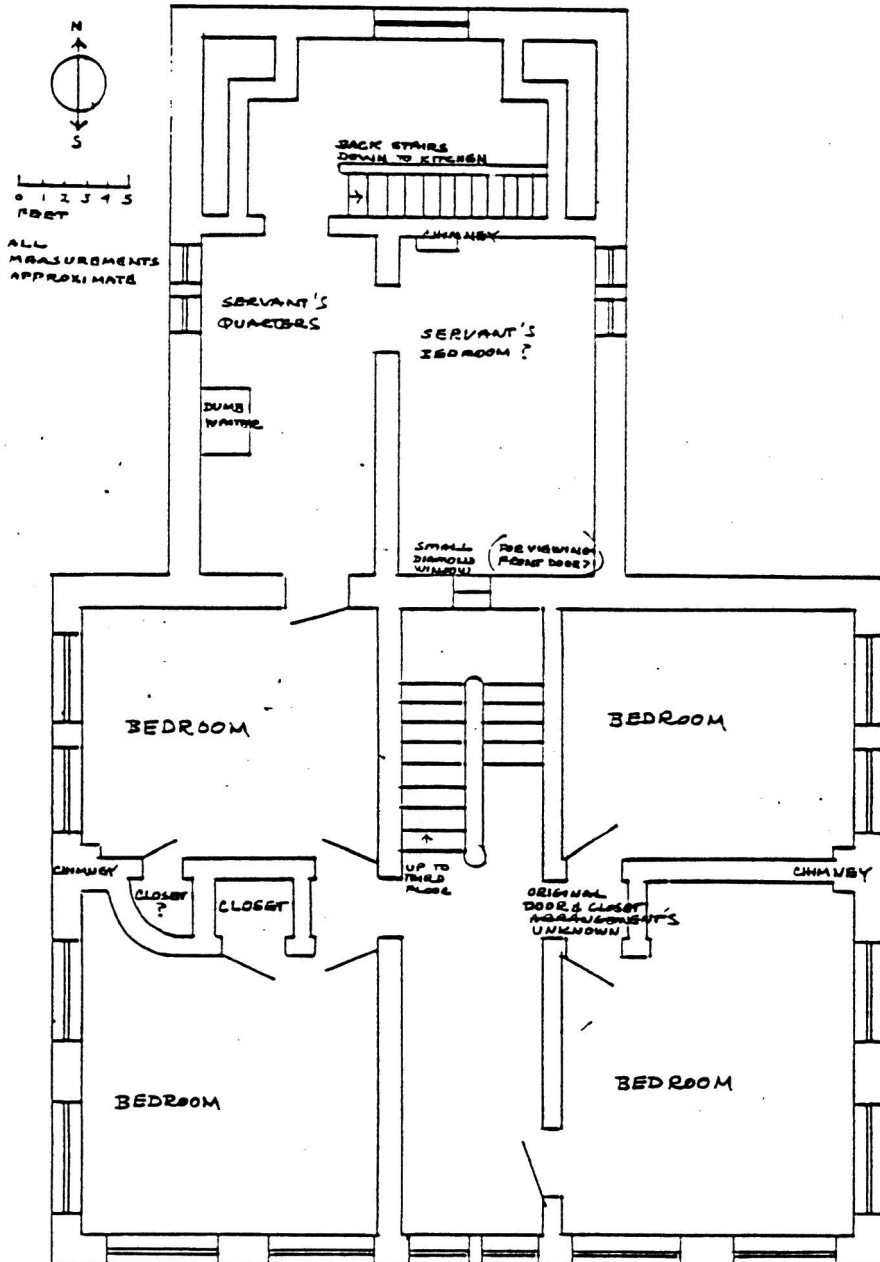 N
S
0 1 2 3 4 5
FEET
ALL
MEASUREMENTS
APPROXIMATE
BACK STAIRS
DOWN TO KITCHEN
CHIMNEY
SERVANT'S
QUARTERS
SERVANT'S
BEDROOM ?
DUMB
WAITER
SMALL
DIAMOND
WINDOW
(FOR VIEWING
FRONT DOOR?)
BEDROOM
BEDROOM
CHIMNEY
CLOSET
?
CLOSET
UP TO
THIRD
FLOOR
ORIGINAL
DOOR & CLOSET
ARRANGEMENT'S
UNKNOWN
CHIMNEY
BEDROOM
BEDROOM